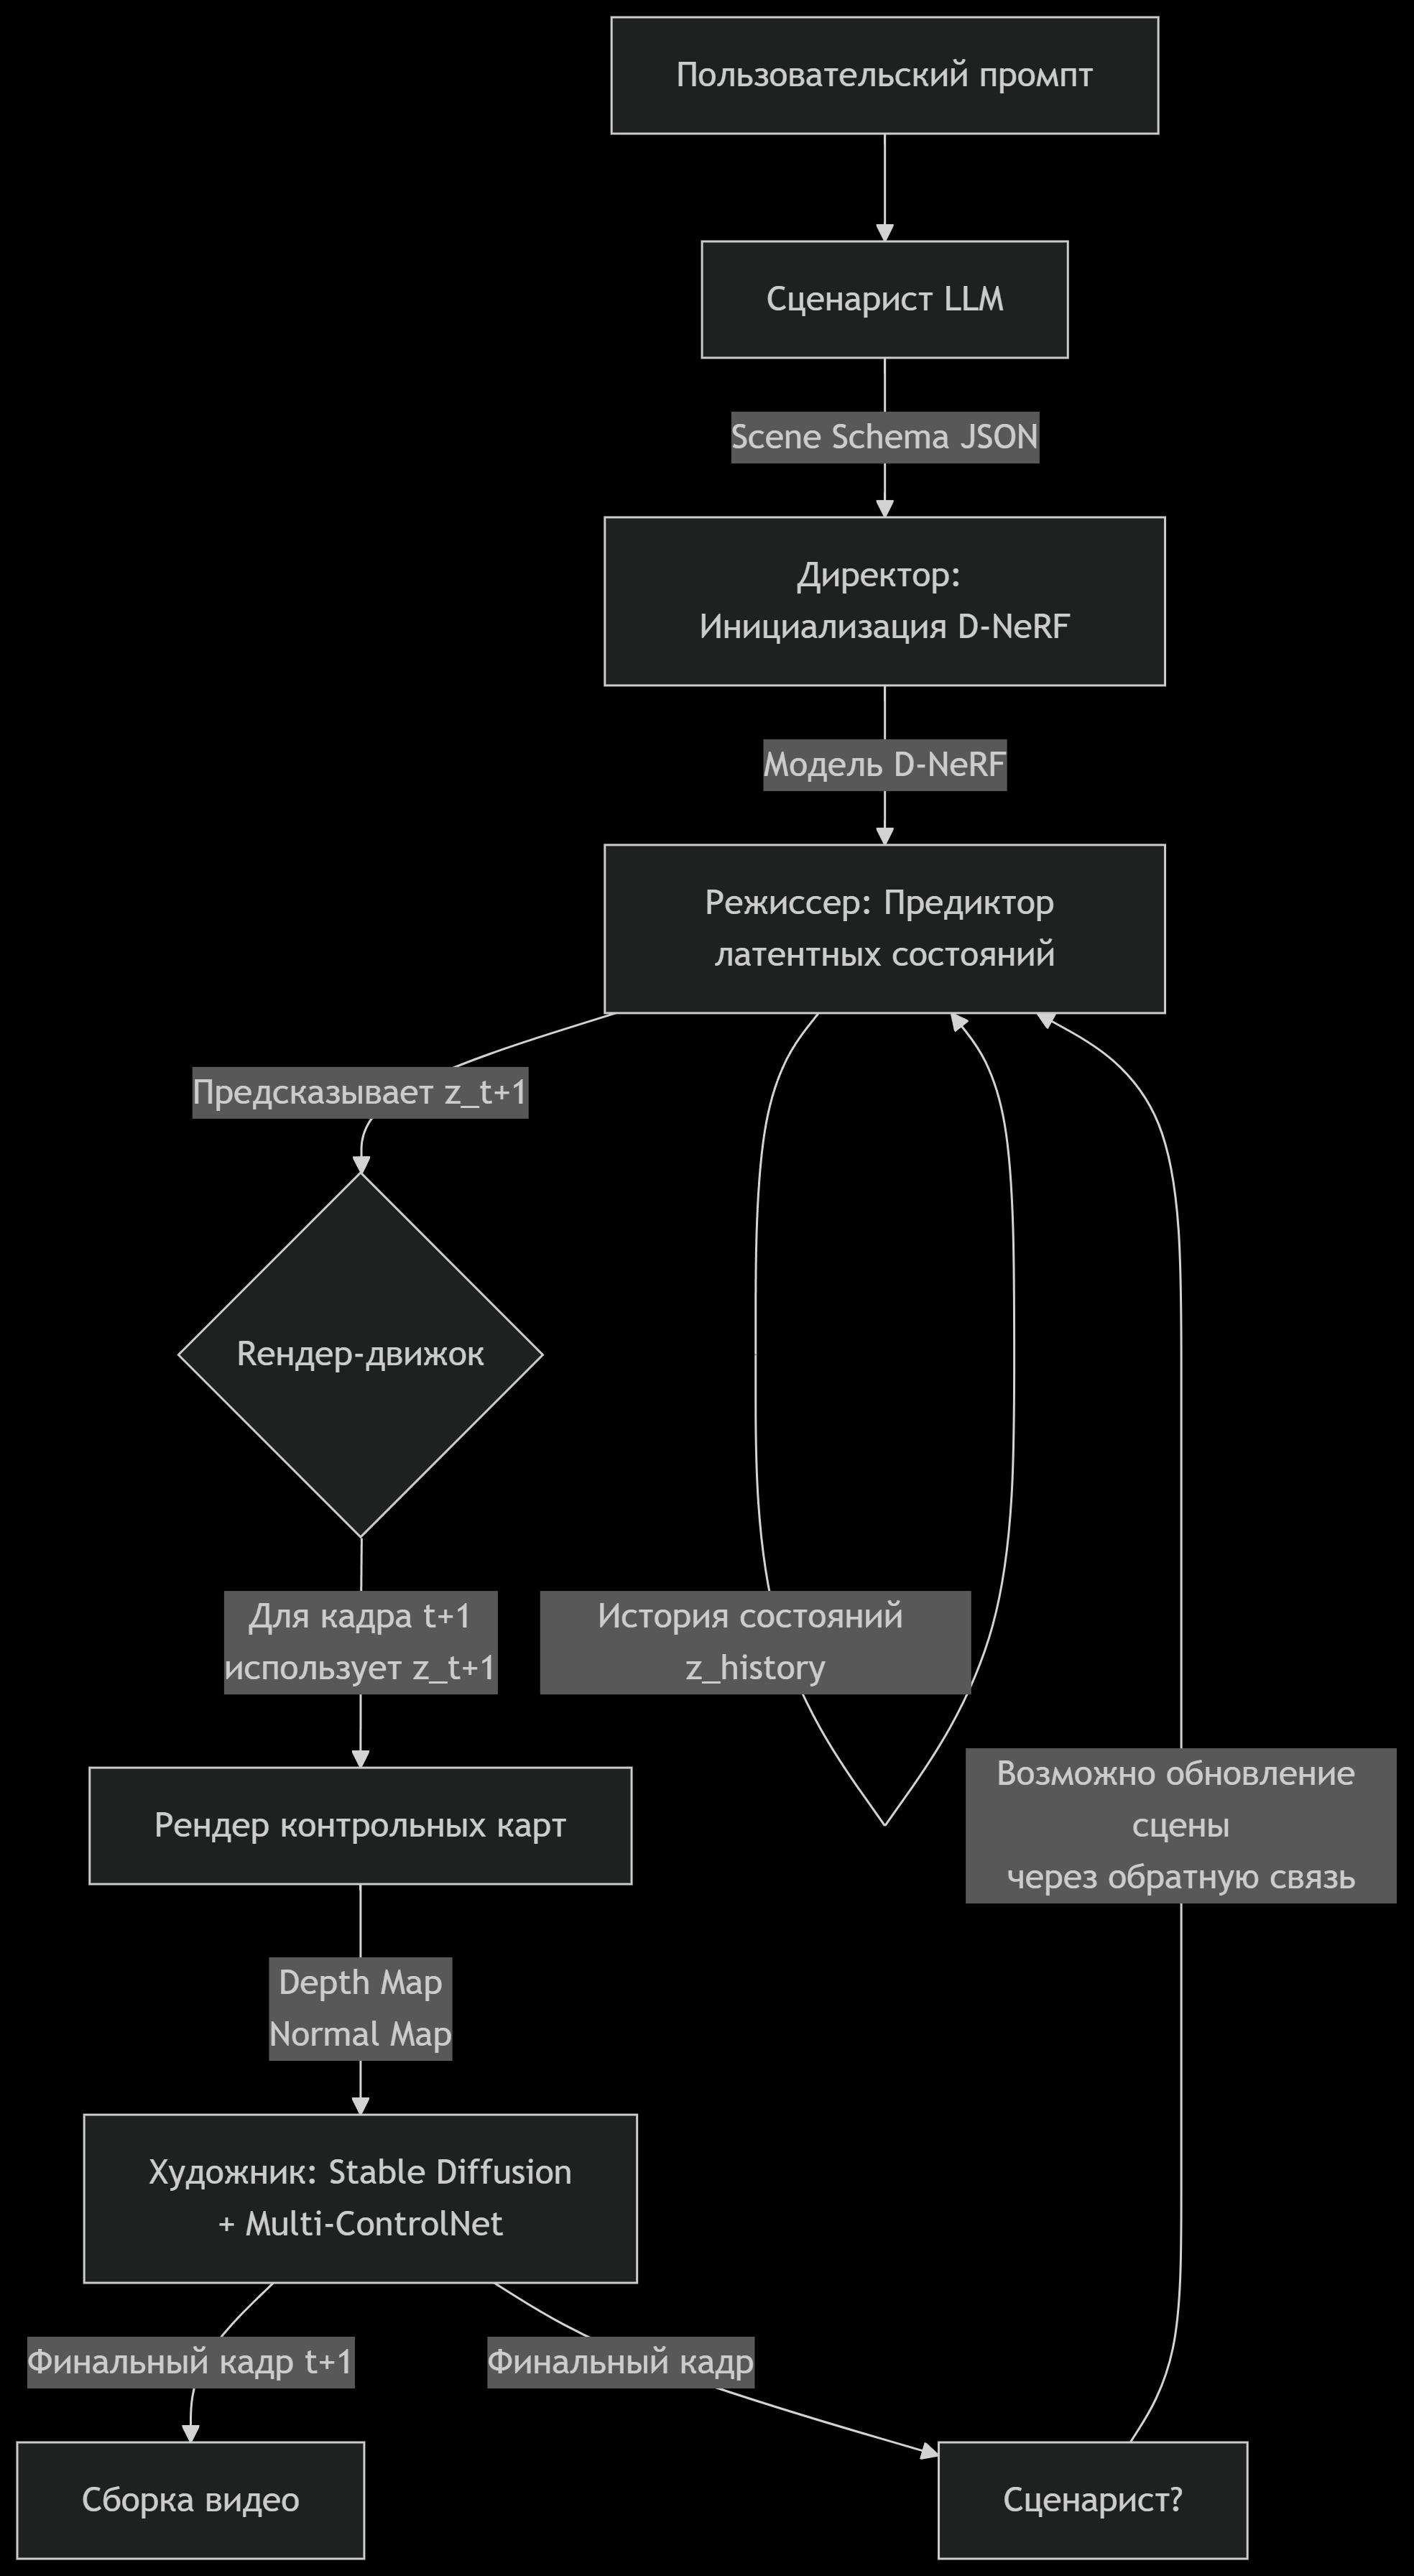 Пользовательский промпт
Сценарист LLM
Scene Schema JSON
Директор:
Инициализация D-NeRF
Модель D-NeRF
Режиссер: Предиктор
латентных состояний
Предсказывает z_t+1
Rендер-движок
Для кадра t+1
использует z_t+1
История состояний
z_history
Возможно обновление
сцены
через обратную связь
Рендер контрольных карт
Depth Map
Normal Map
Художник: Stable Diffusion
+ Multi-ControlNet
Финальный кадр t+1
Финальный кадр
Сборка видео
Сценарист?